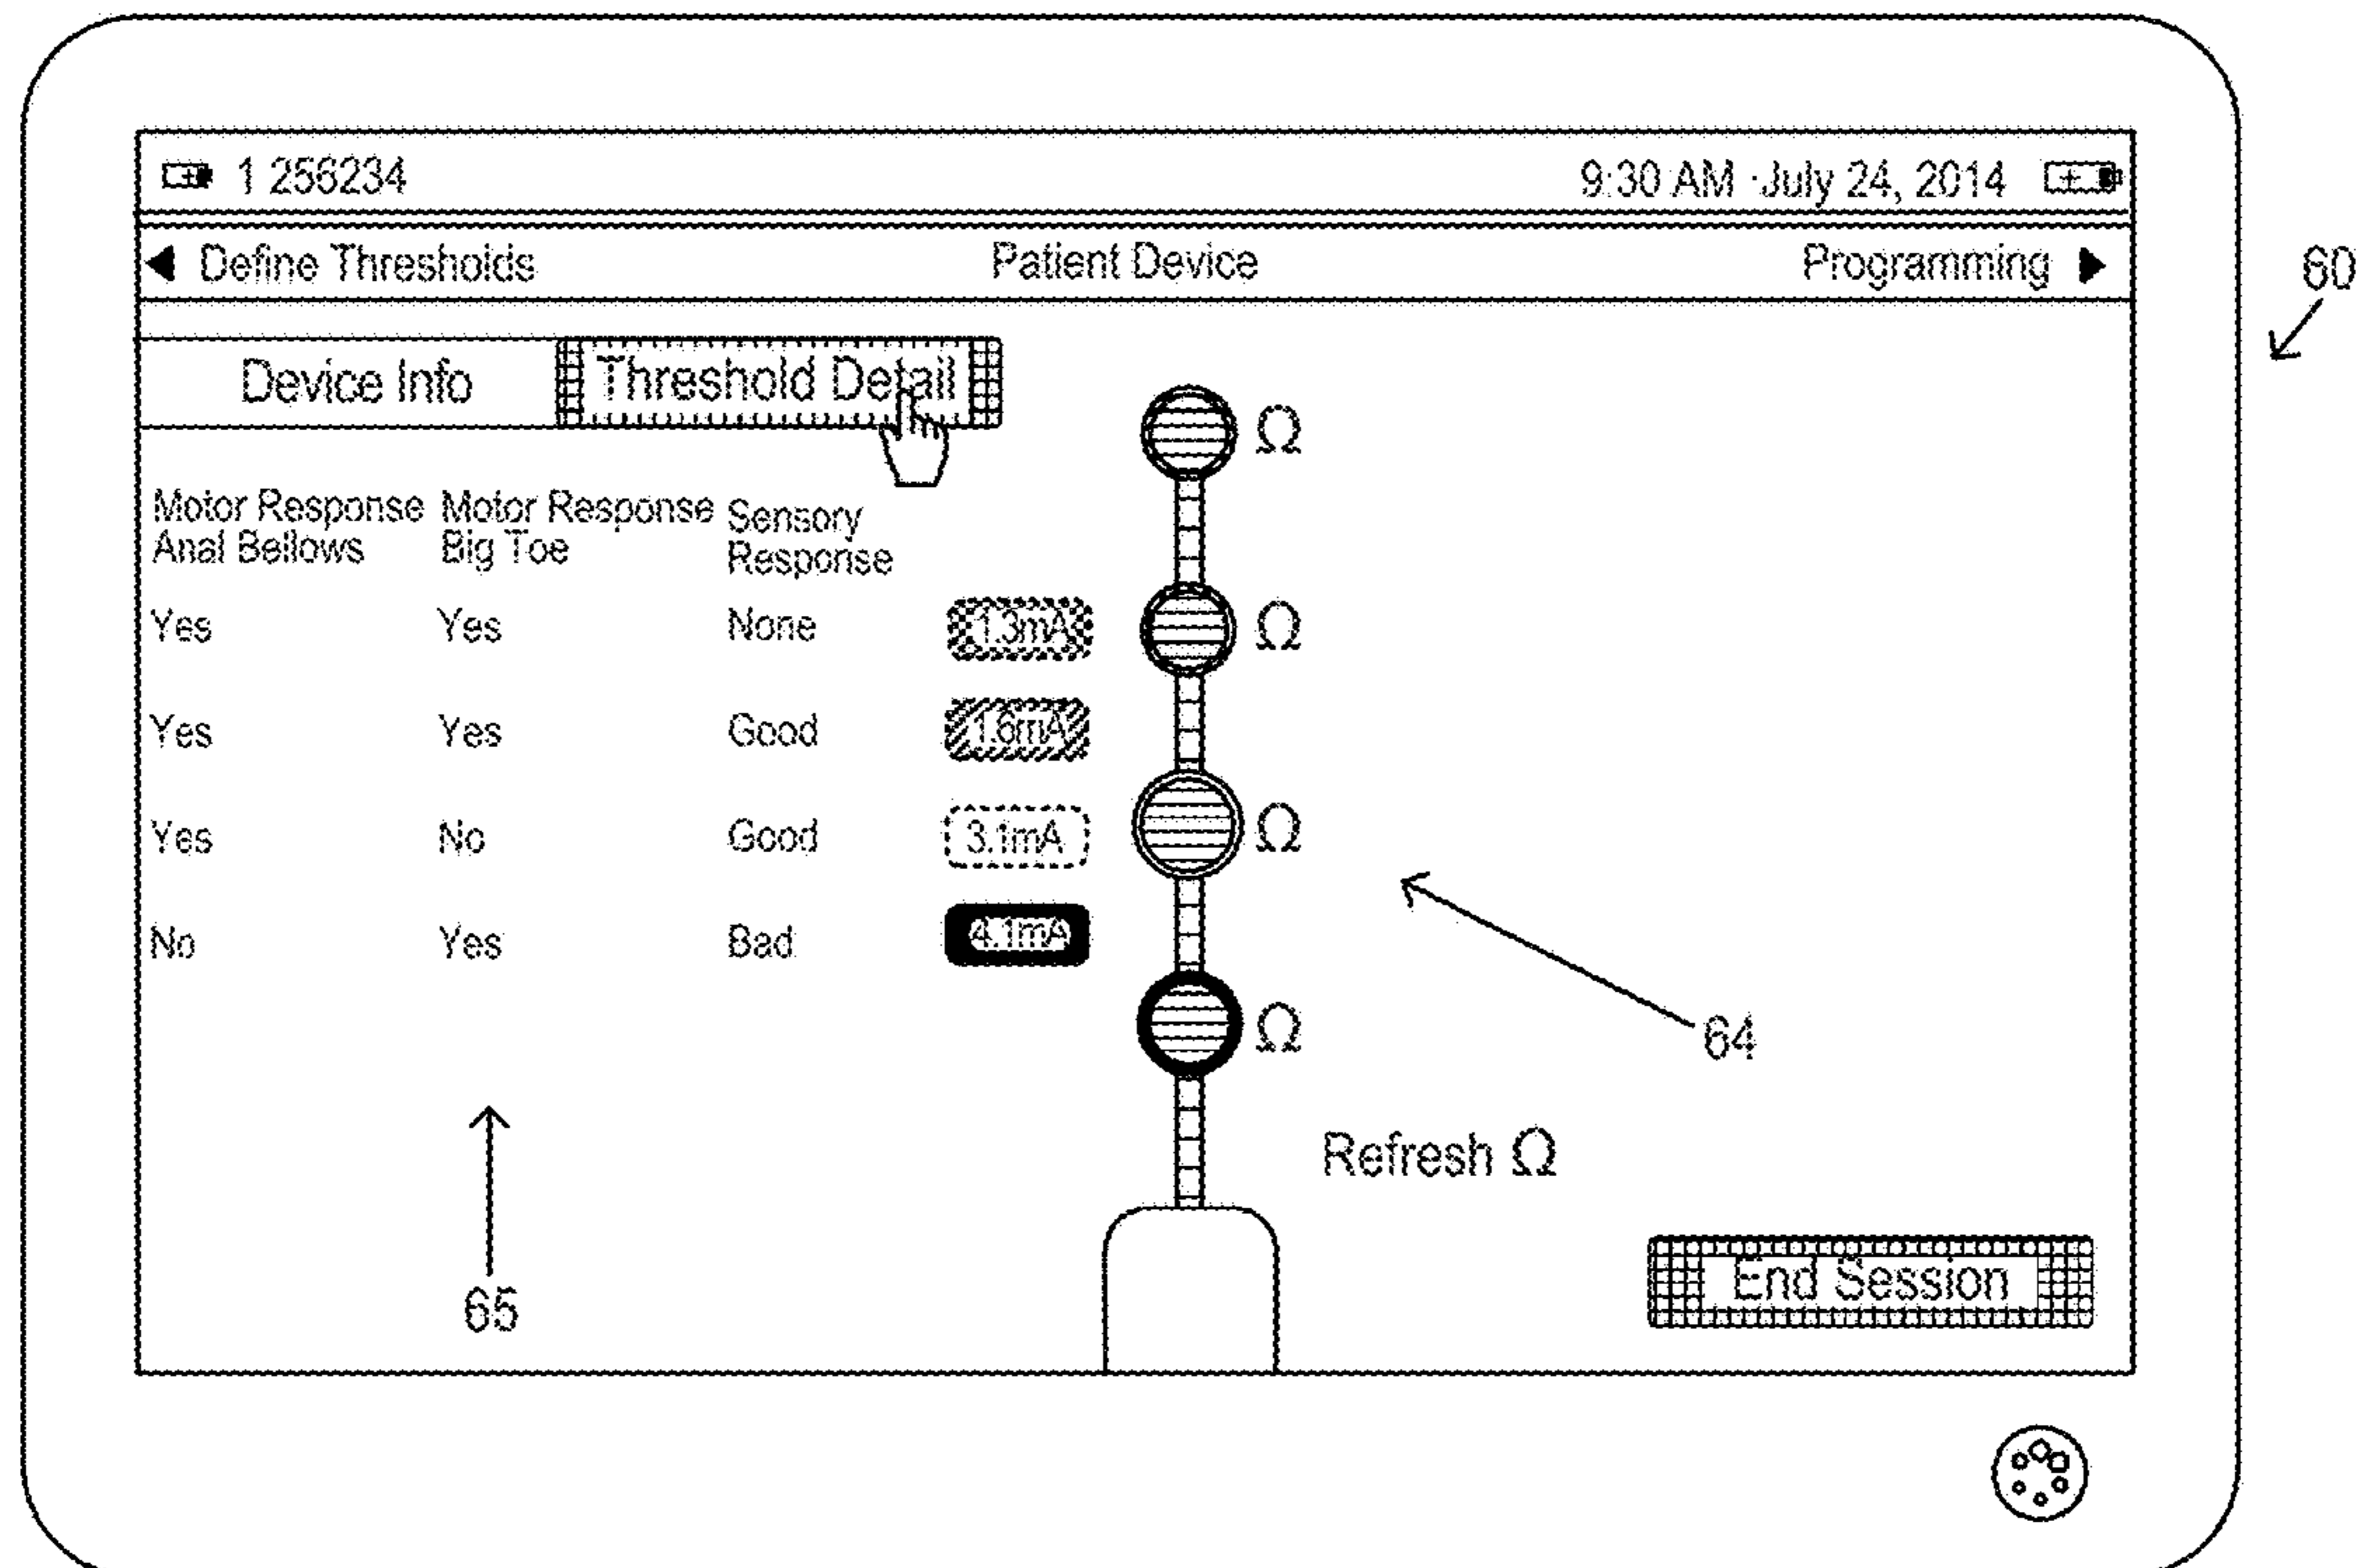 1 256234
9:30 AM · July 24, 2014
Define Thresholds
Patient Device
Programming
60
Device Info
Threshold Detail
Ω
Motor Response
Anal Bellows
Motor Response
Big Toe
Sensory
Response
Yes Yes None 1.3mA Ω
Yes Yes Good 1.6mA
Yes No Good 3.1mA Ω
No Yes Bad 4.1mA
Ω
64
Refresh Ω
65
End Session